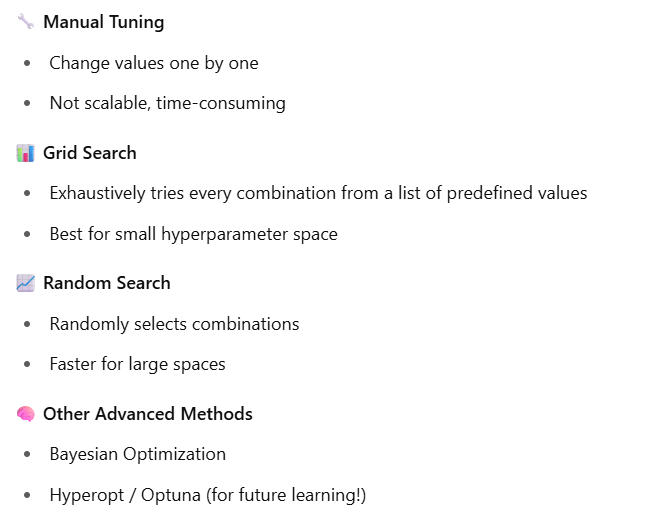 🔧 Manual Tuning
• Change values one by one
• Not scalable, time-consuming
📊 Grid Search
• Exhaustively tries every combination from a list of predefined values
• Best for small hyperparameter space
📈 Random Search
• Randomly selects combinations
• Faster for large spaces
🧠 Other Advanced Methods
• Bayesian Optimization
• Hyperopt / Optuna (for future learning!)